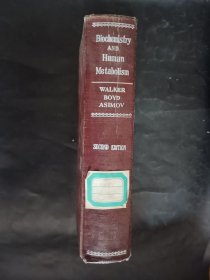 Biochemistry
AND
Human
Metabolism
WALKER
BOYD
ASIMOV
SECOND EDITION